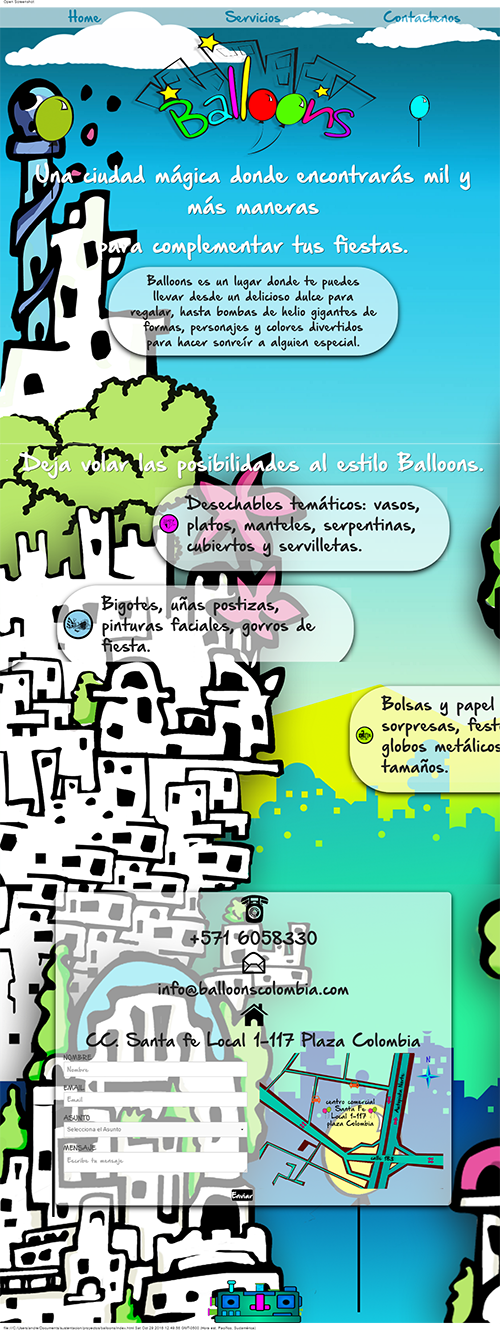 Open Screenshot
Home Servicios Contactenos
Balloons
Una ciudad mágica donde encontrarás mil y
más maneras
para complementar tus fiestas.
Balloons es un lugar donde te puedes
llevar desde un delicioso dulce para
regalar, hasta bombas de helio gigantes de
formas, personajes y colores divertidos
para hacer sonreír a alguien especial.
Deja volar las posibilidades al estilo Balloons.
Desechables temáticos: vasos,
platos, manteles, serpentinas,
cubiertos y servilletas.
Bigotes, uñas postizas,
pinturas faciales, gorros de
fiesta.
Bolsas y papel
sorpresas, fest
globos metálicos
tamaños.
+571 6058330
info@balloonscolombia.com
CC. Santa fe Local 1-117 Plaza Colombia
NOMBRE
Nombre
EMAIL
Email
ASUNTO
Selecciona el Asunto
MENSAJE
Escribe tu mensaje
Enviar
centro comercial
Santa Fe
Local 1-117
plaza Colombia
Autopista Norte
calle 183